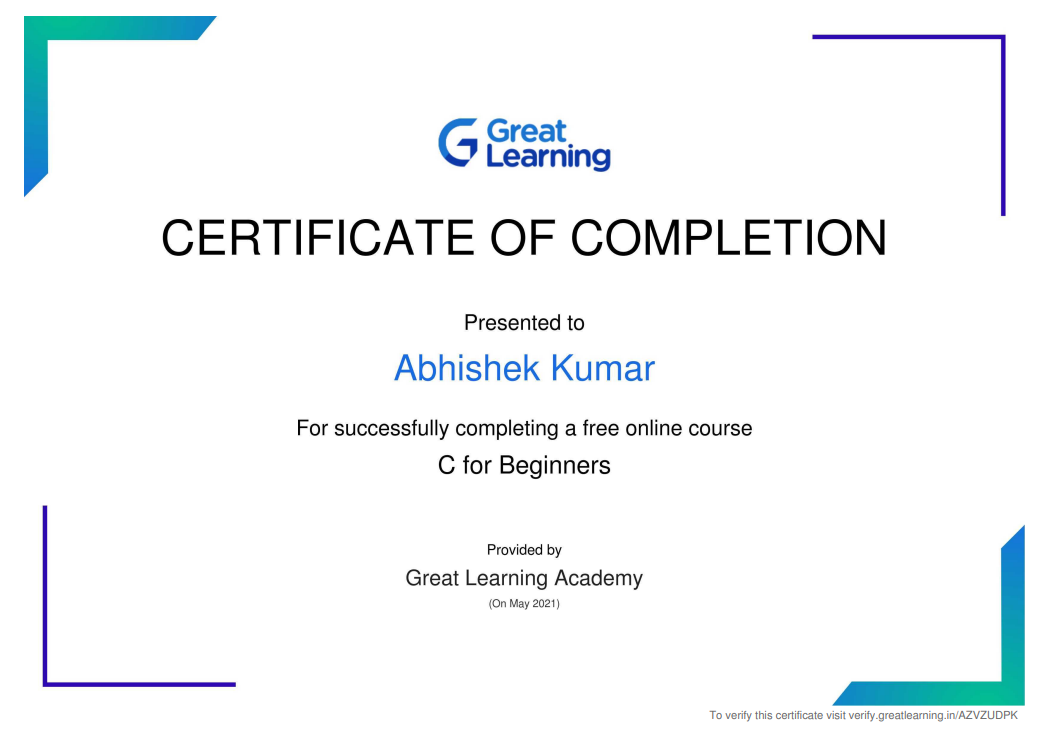 Great
Learning
CERTIFICATE OF COMPLETION
Presented to
Abhishek Kumar
For successfully completing a free online course
C for Beginners
Provided by
Great Learning Academy
(On May 2021)
To verify this certificate visit verify.greatlearning.in/AZVZUDPK